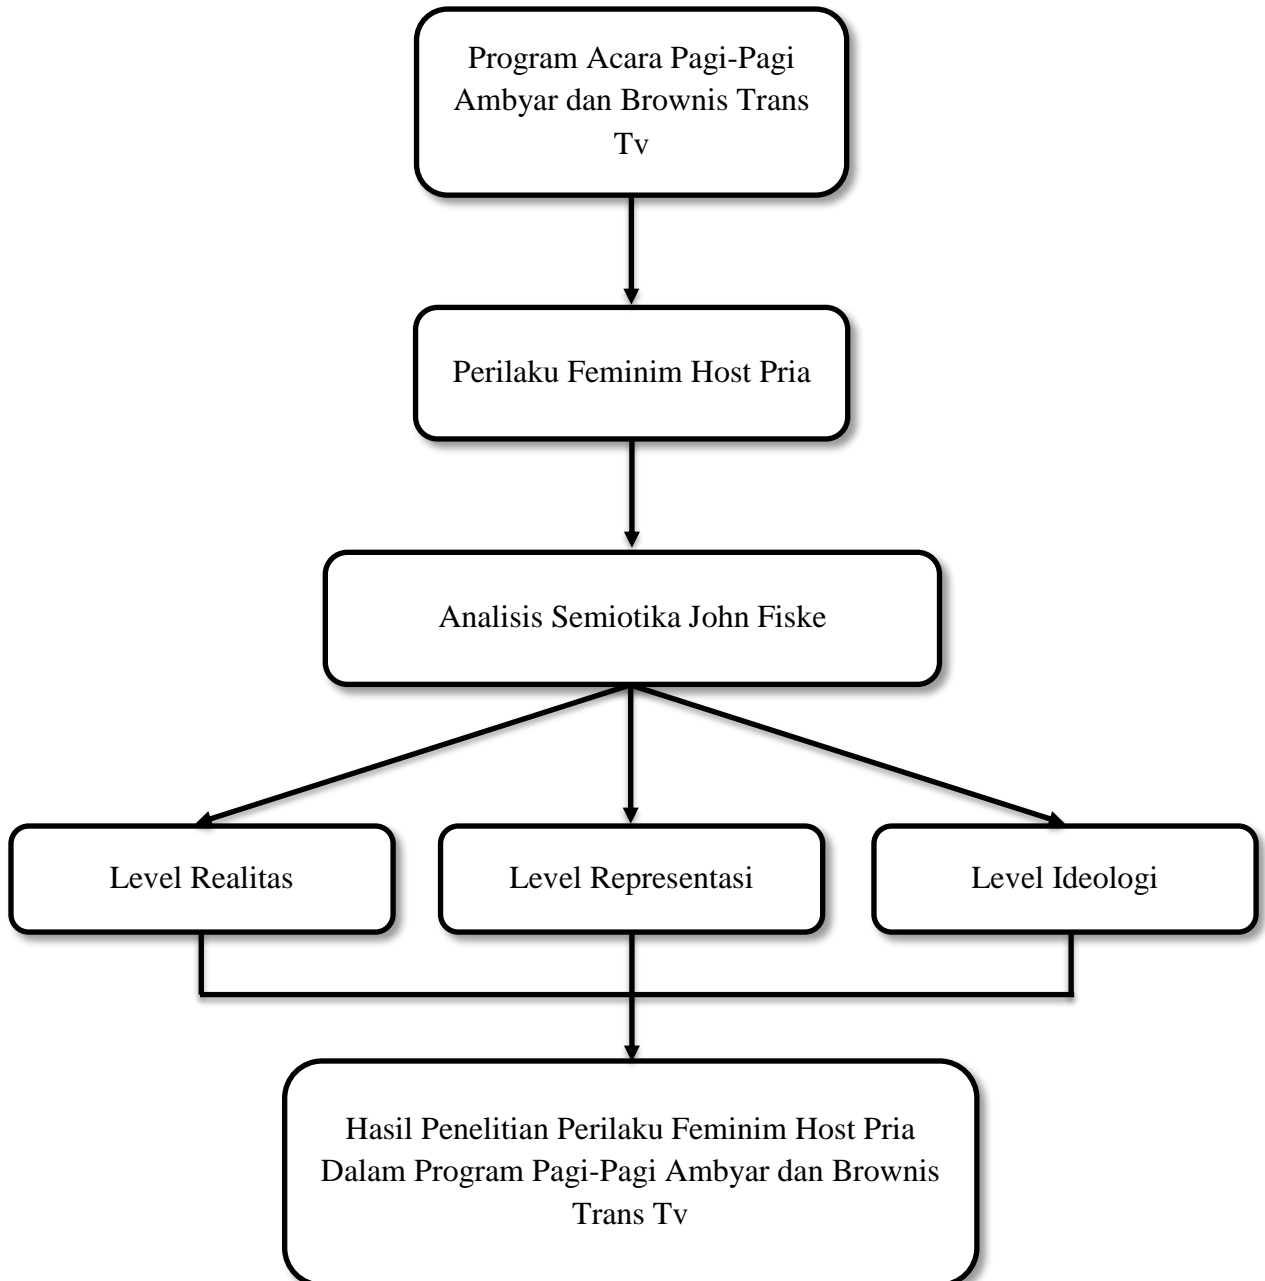 Program Acara Pagi-Pagi
Ambyar dan Brownis Trans
Tv
Perilaku Feminim Host Pria
Analisis Semiotika John Fiske
Level Realitas
Level Representasi
Level Ideologi
Hasil Penelitian Perilaku Feminim Host Pria
Dalam Program Pagi-Pagi Ambyar dan Brownis
Trans Tv